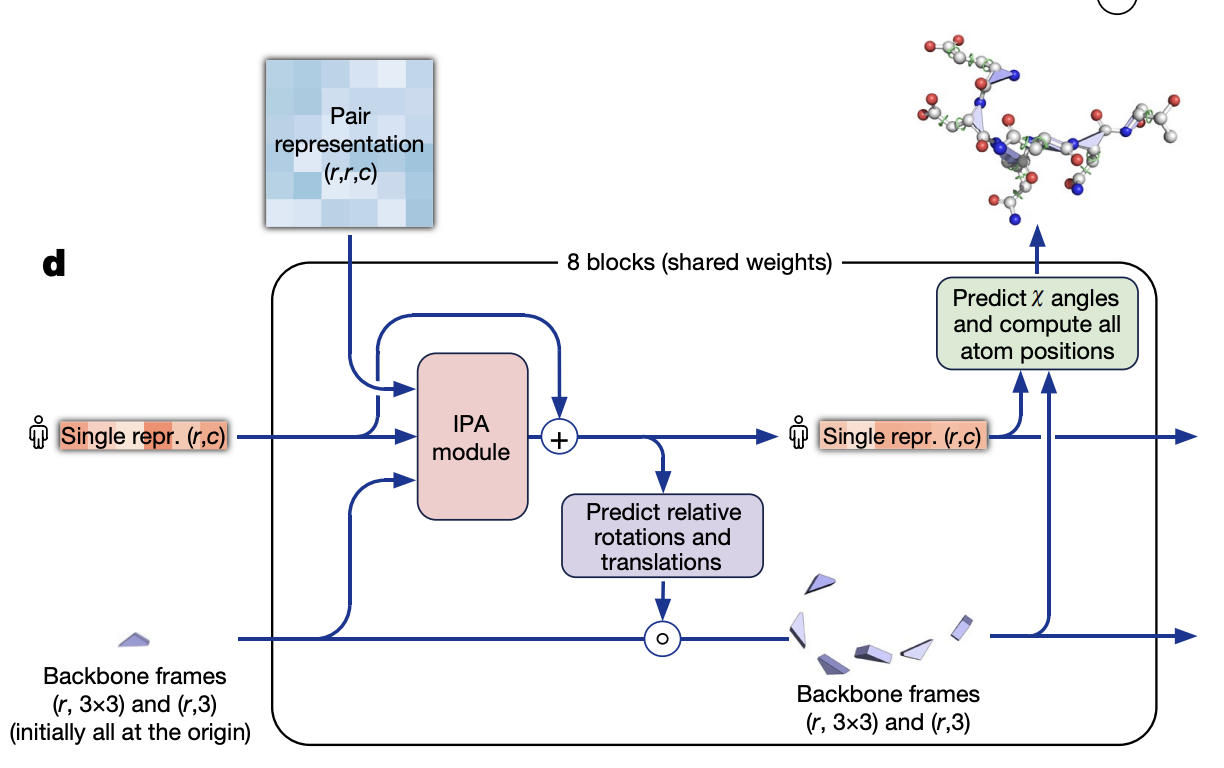 Pair
representation
(r,r,c)
d
8 blocks (shared weights)
Predict χ angles
and compute all
atom positions
IPA
module
+
Single repr. (r,c)
Single repr. (r,c)
Predict relative
rotations and
translations
Backbone frames
(r, 3×3) and (r,3)
(initially all at the origin)
Backbone frames
(r, 3×3) and (r,3)